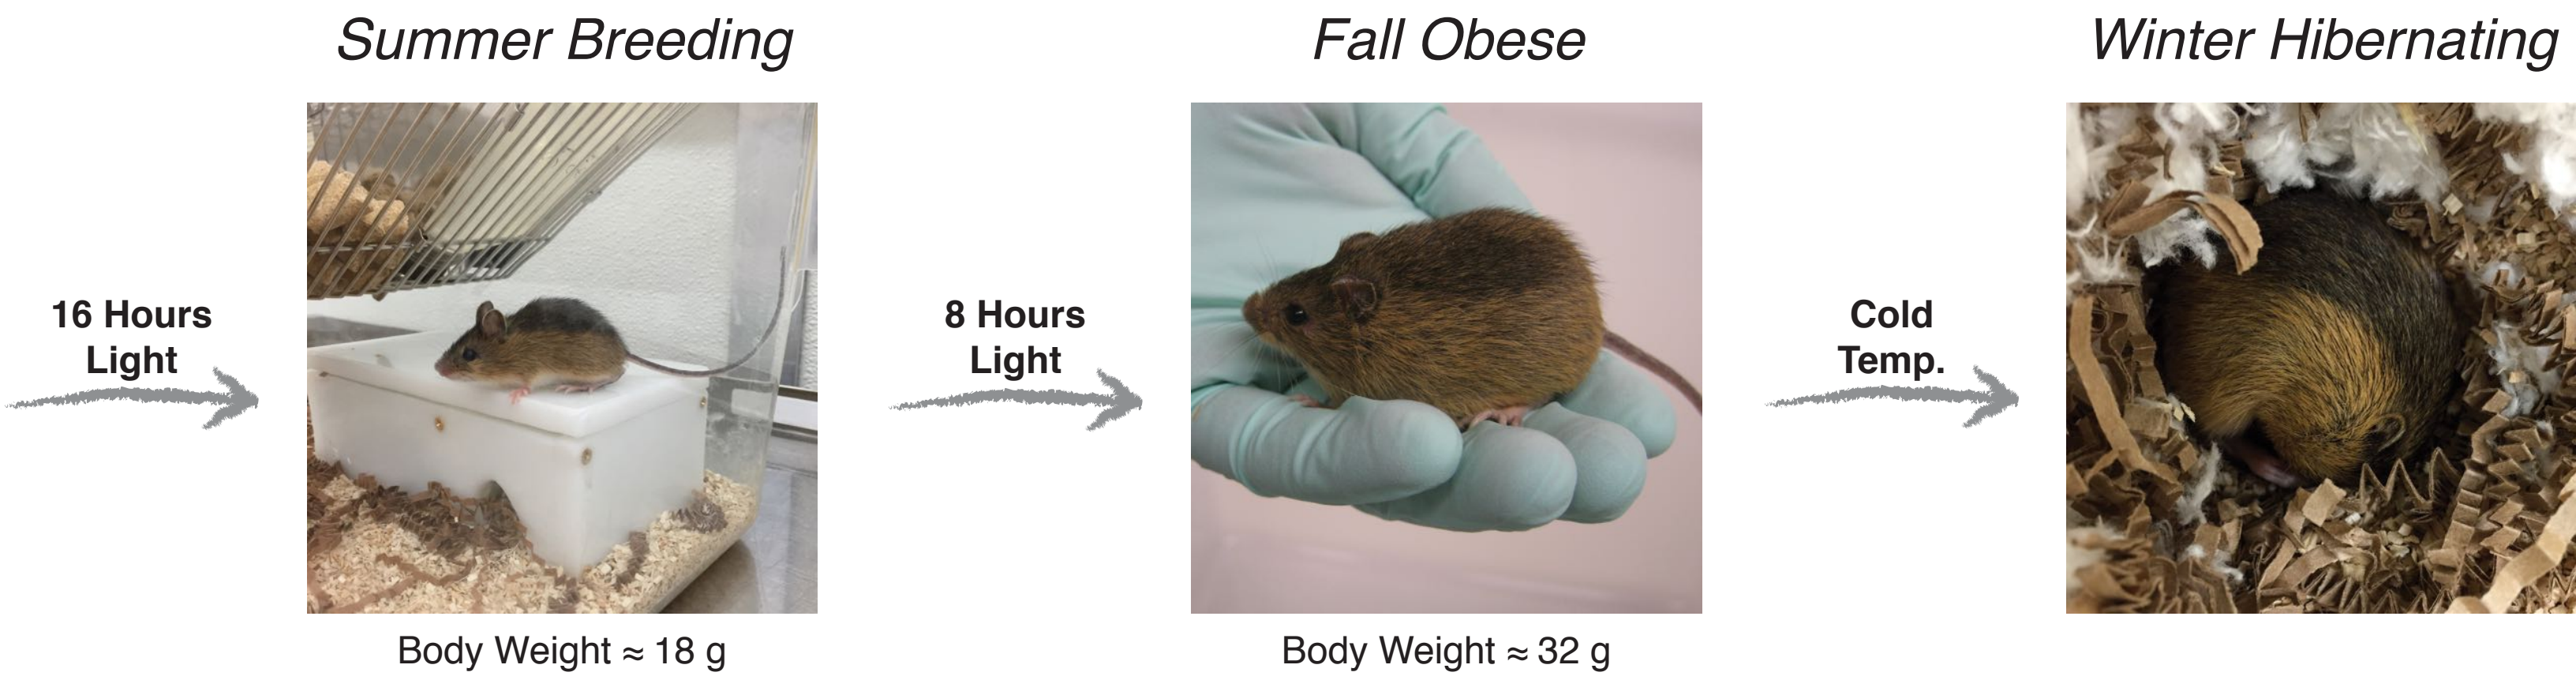 Summer Breeding
Fall Obese
Winter Hibernating
16 Hours
Light
8 Hours
Light
Cold
Temp.
Body Weight ≈ 18 g
Body Weight ≈ 32 g